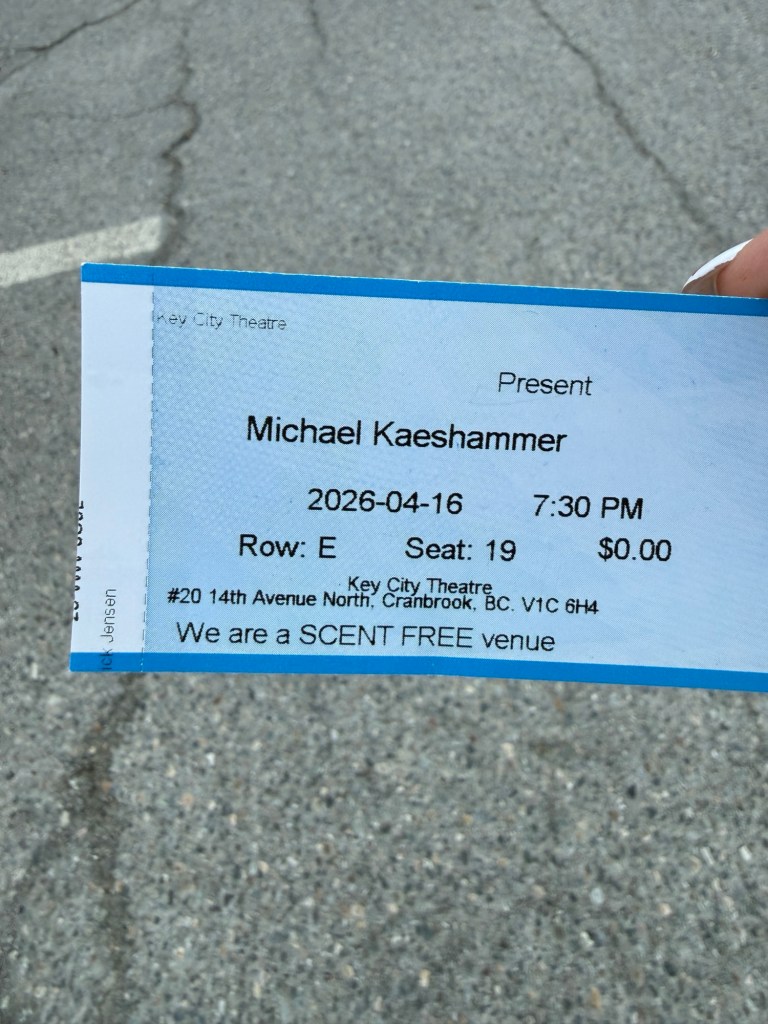 Key City Theatre
Present
Michael Kaeshammer
2026-04-16 7:30 PM
Row: E Seat: 19 $0.00
Key City Theatre
#20 14th Avenue North, Cranbrook, BC. V1C 6H4
We are a SCENT FREE venue
Jensen